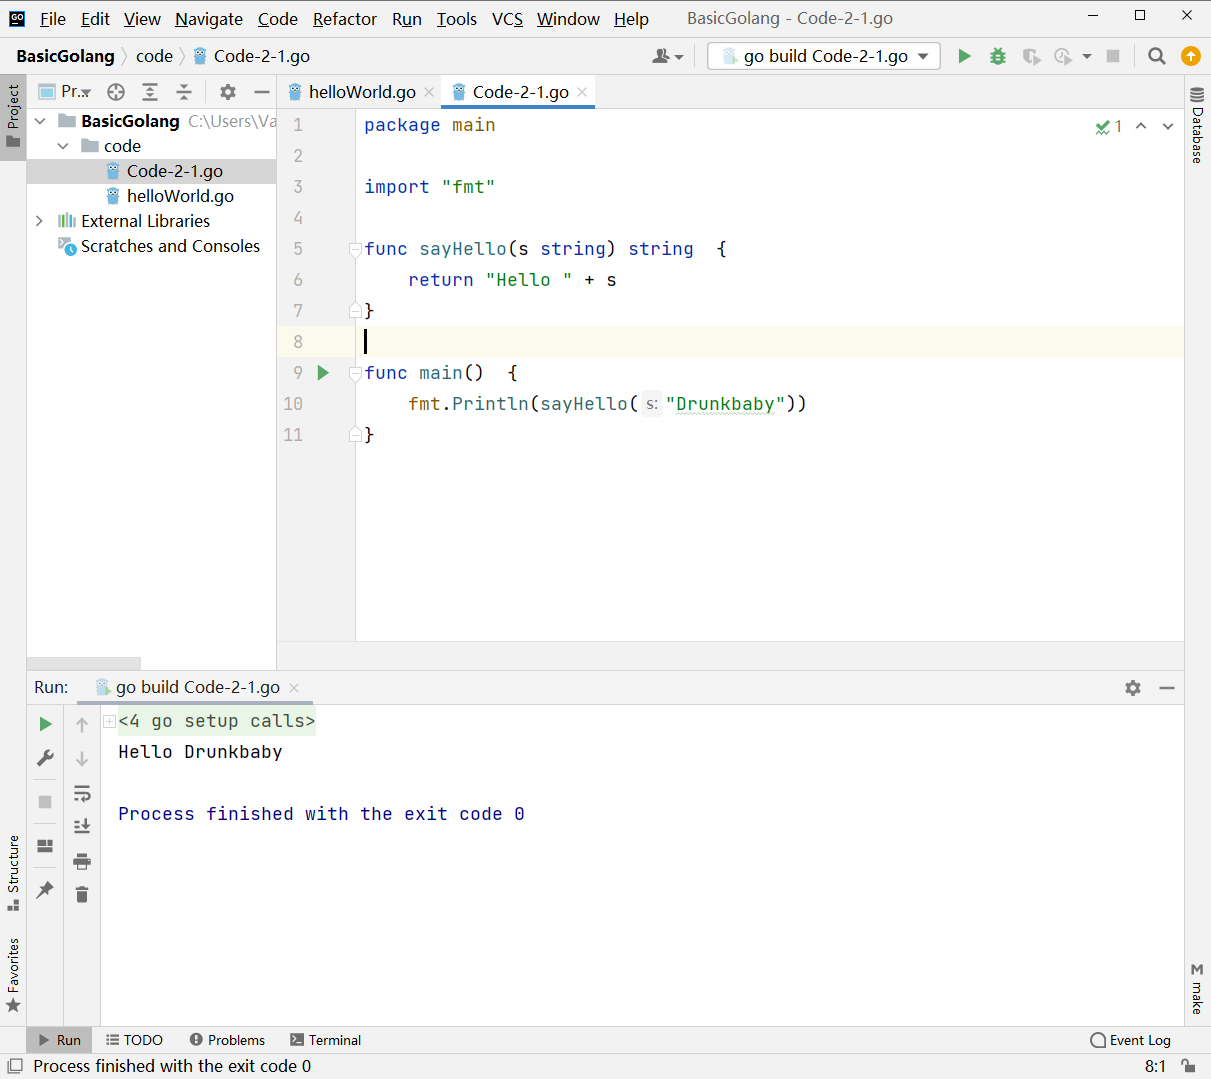 GO File Edit View Navigate Code Refactor Run Tools VCS Window Help BasicGolang - Code-2-1.go
BasicGolang code Code-2-1.go go build Code-2-1.go
Project
Pr..
BasicGolang C:\Users\Va
code
Code-2-1.go
helloWorld.go
External Libraries
Scratches and Consoles
helloWorld.go Code-2-1.go
1 package main
2
3 import "fmt"
4
5 func sayHello(s string) string  {
6     return "Hello " + s
7 }
8
9 func main()  {
10     fmt.Println(sayHello( s: "Drunkbaby"))
11 }
1
Database
Run: go build Code-2-1.go
<4 go setup calls>
Hello Drunkbaby
Process finished with the exit code 0
Structure
Favorites
M make
Run TODO Problems Terminal Event Log
Process finished with the exit code 0 8:1